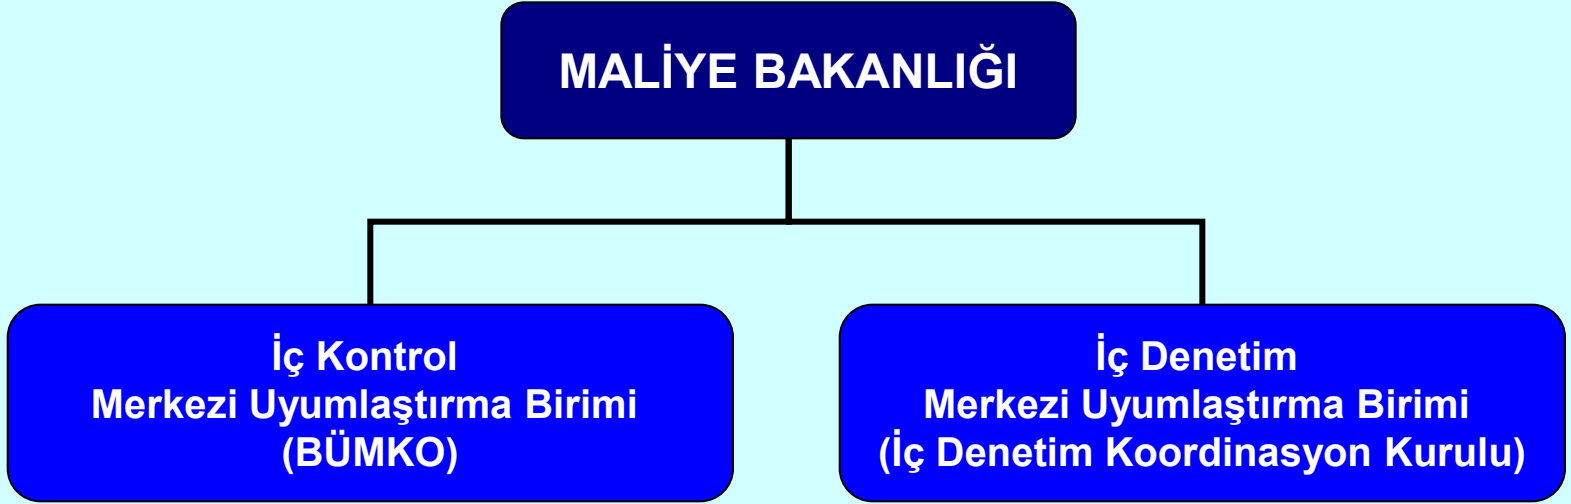 MALİYE BAKANLIĞI
İç Kontrol
Merkezi Uyumlaştırma Birimi
(BÜMKO)
İç Denetim
Merkezi Uyumlaştırma Birimi
(İç Denetim Koordinasyon Kurulu)